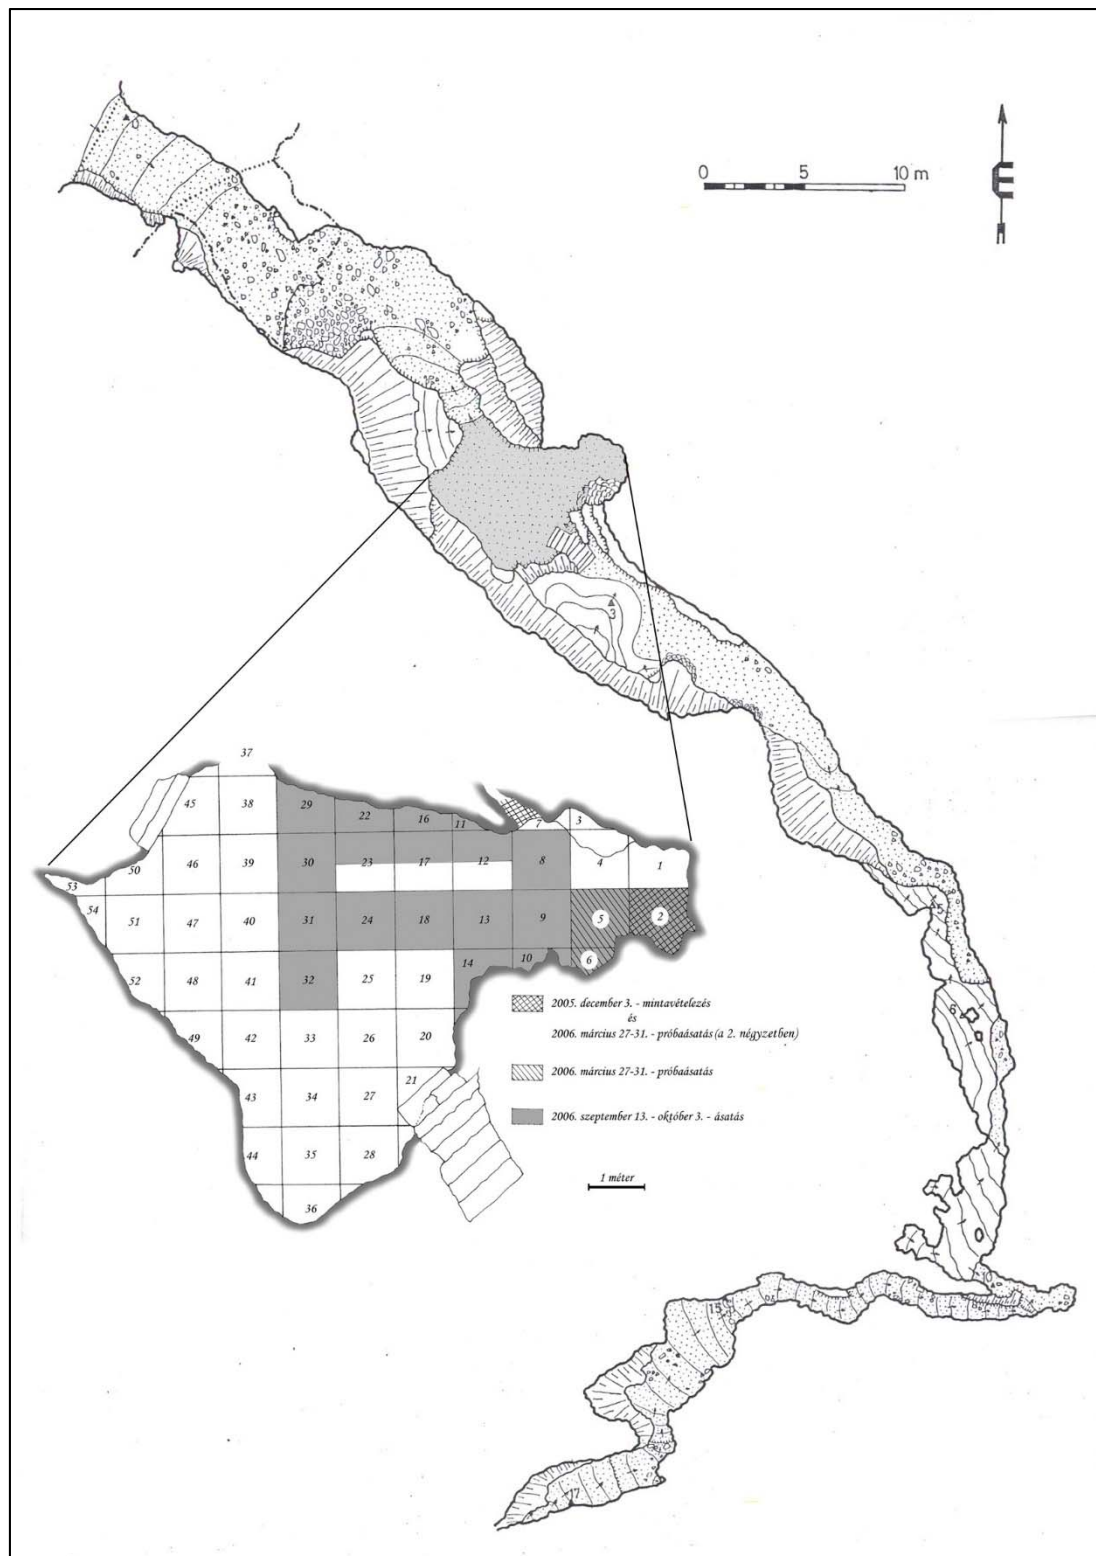 0 5 10 m
É
0
3
5
6
10
15
17
37
45 38 29 22 16 11 7 3
50 46 39 30 23 17 12 8 4 1
53
54 51 47 40 31 24 18 13 9 5 2
52 48 41 32 25 19 14 10 6
49 42 33 26 20
43 34 27 21
44 35 28
36
2005. december 3. - mintavételezés
és
2006. március 27-31. - próbaásatás (a 2. négyzetben)
2006. március 27-31. - próbaásatás
2006. szeptember 13. - október 3. - ásatás
1 méter